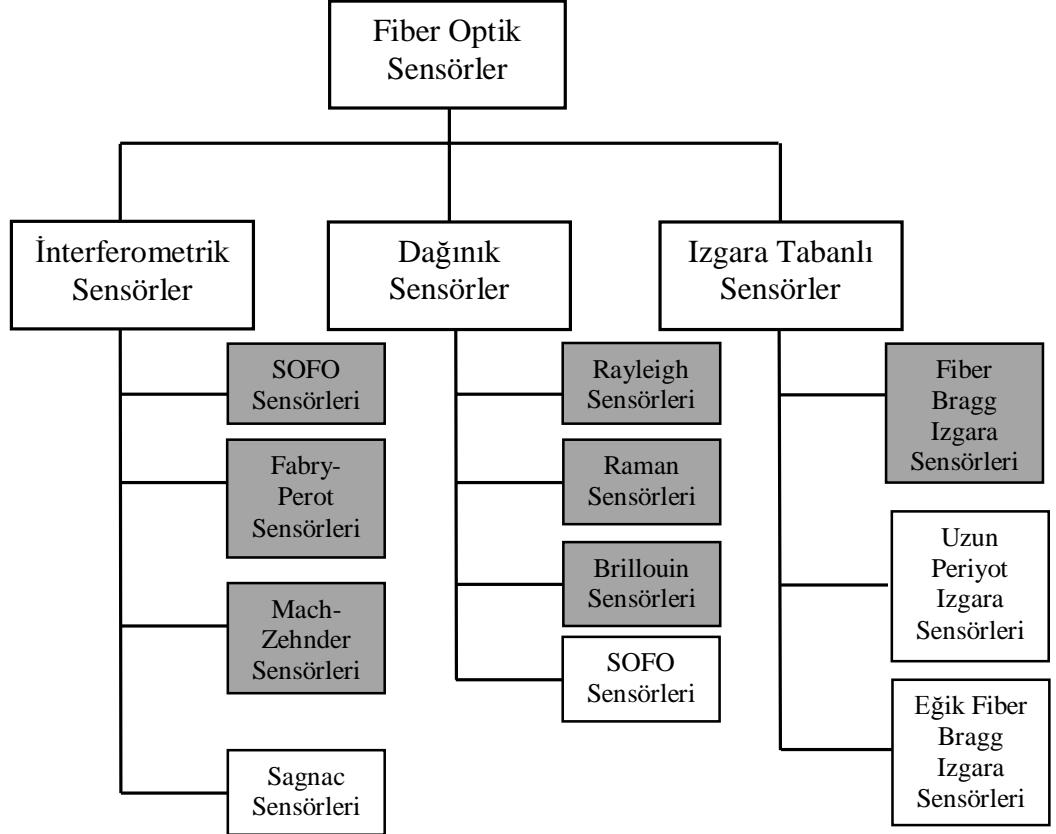 Fiber Optik
Sensörler
İnterferometrik
Sensörler
Dağınık
Sensörler
Izgara Tabanlı
Sensörler
SOFO
Sensörleri
Fabry-
Perot
Sensörleri
Mach-
Zehnder
Sensörleri
Sagnac
Sensörleri
Rayleigh
Sensörleri
Raman
Sensörleri
Brillouin
Sensörleri
SOFO
Sensörleri
Fiber
Bragg
Izgara
Sensörleri
Uzun
Periyot
Izgara
Sensörleri
Eğik Fiber
Bragg
Izgara
Sensörleri